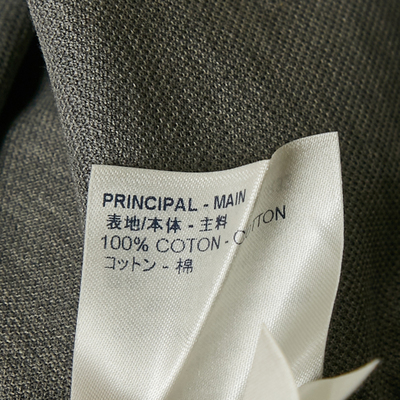 PRINCIPAL - MAIN
表地/本体 - 主料
100% COTON - COTTON
コットン - 棉